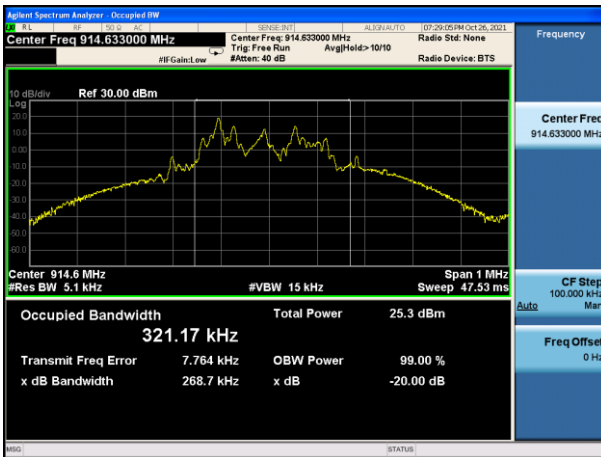 Agilent Spectrum Analyzer - Occupied BW
RL RF 50 Ω AC SENSE:INT ALIGN AUTO 07:29:05 PM Oct 26, 2021
Center Freq 914.633000 MHz
Center Freq: 914.633000 MHz Radio Std: None
Trig: Free Run Avg|Hold:>10/10
#IFGain:Low #Atten: 40 dB Radio Device: BTS
10 dB/div Ref 30.00 dBm
Log
20.0
10.0
0.00
-10.0
-20.0
-30.0
-40.0
-50.0
-60.0
Center 914.6 MHz Span 1 MHz
#Res BW 5.1 kHz #VBW 15 kHz Sweep 47.53 ms
Occupied Bandwidth Total Power 25.3 dBm
321.17 kHz
Transmit Freq Error 7.764 kHz OBW Power 99.00 %
x dB Bandwidth 268.7 kHz x dB -20.00 dB
MSG STATUS
Frequency
Center Freq
914.633000 MHz
CF Step
100.000 kHz
Auto Man
Freq Offset
0 Hz